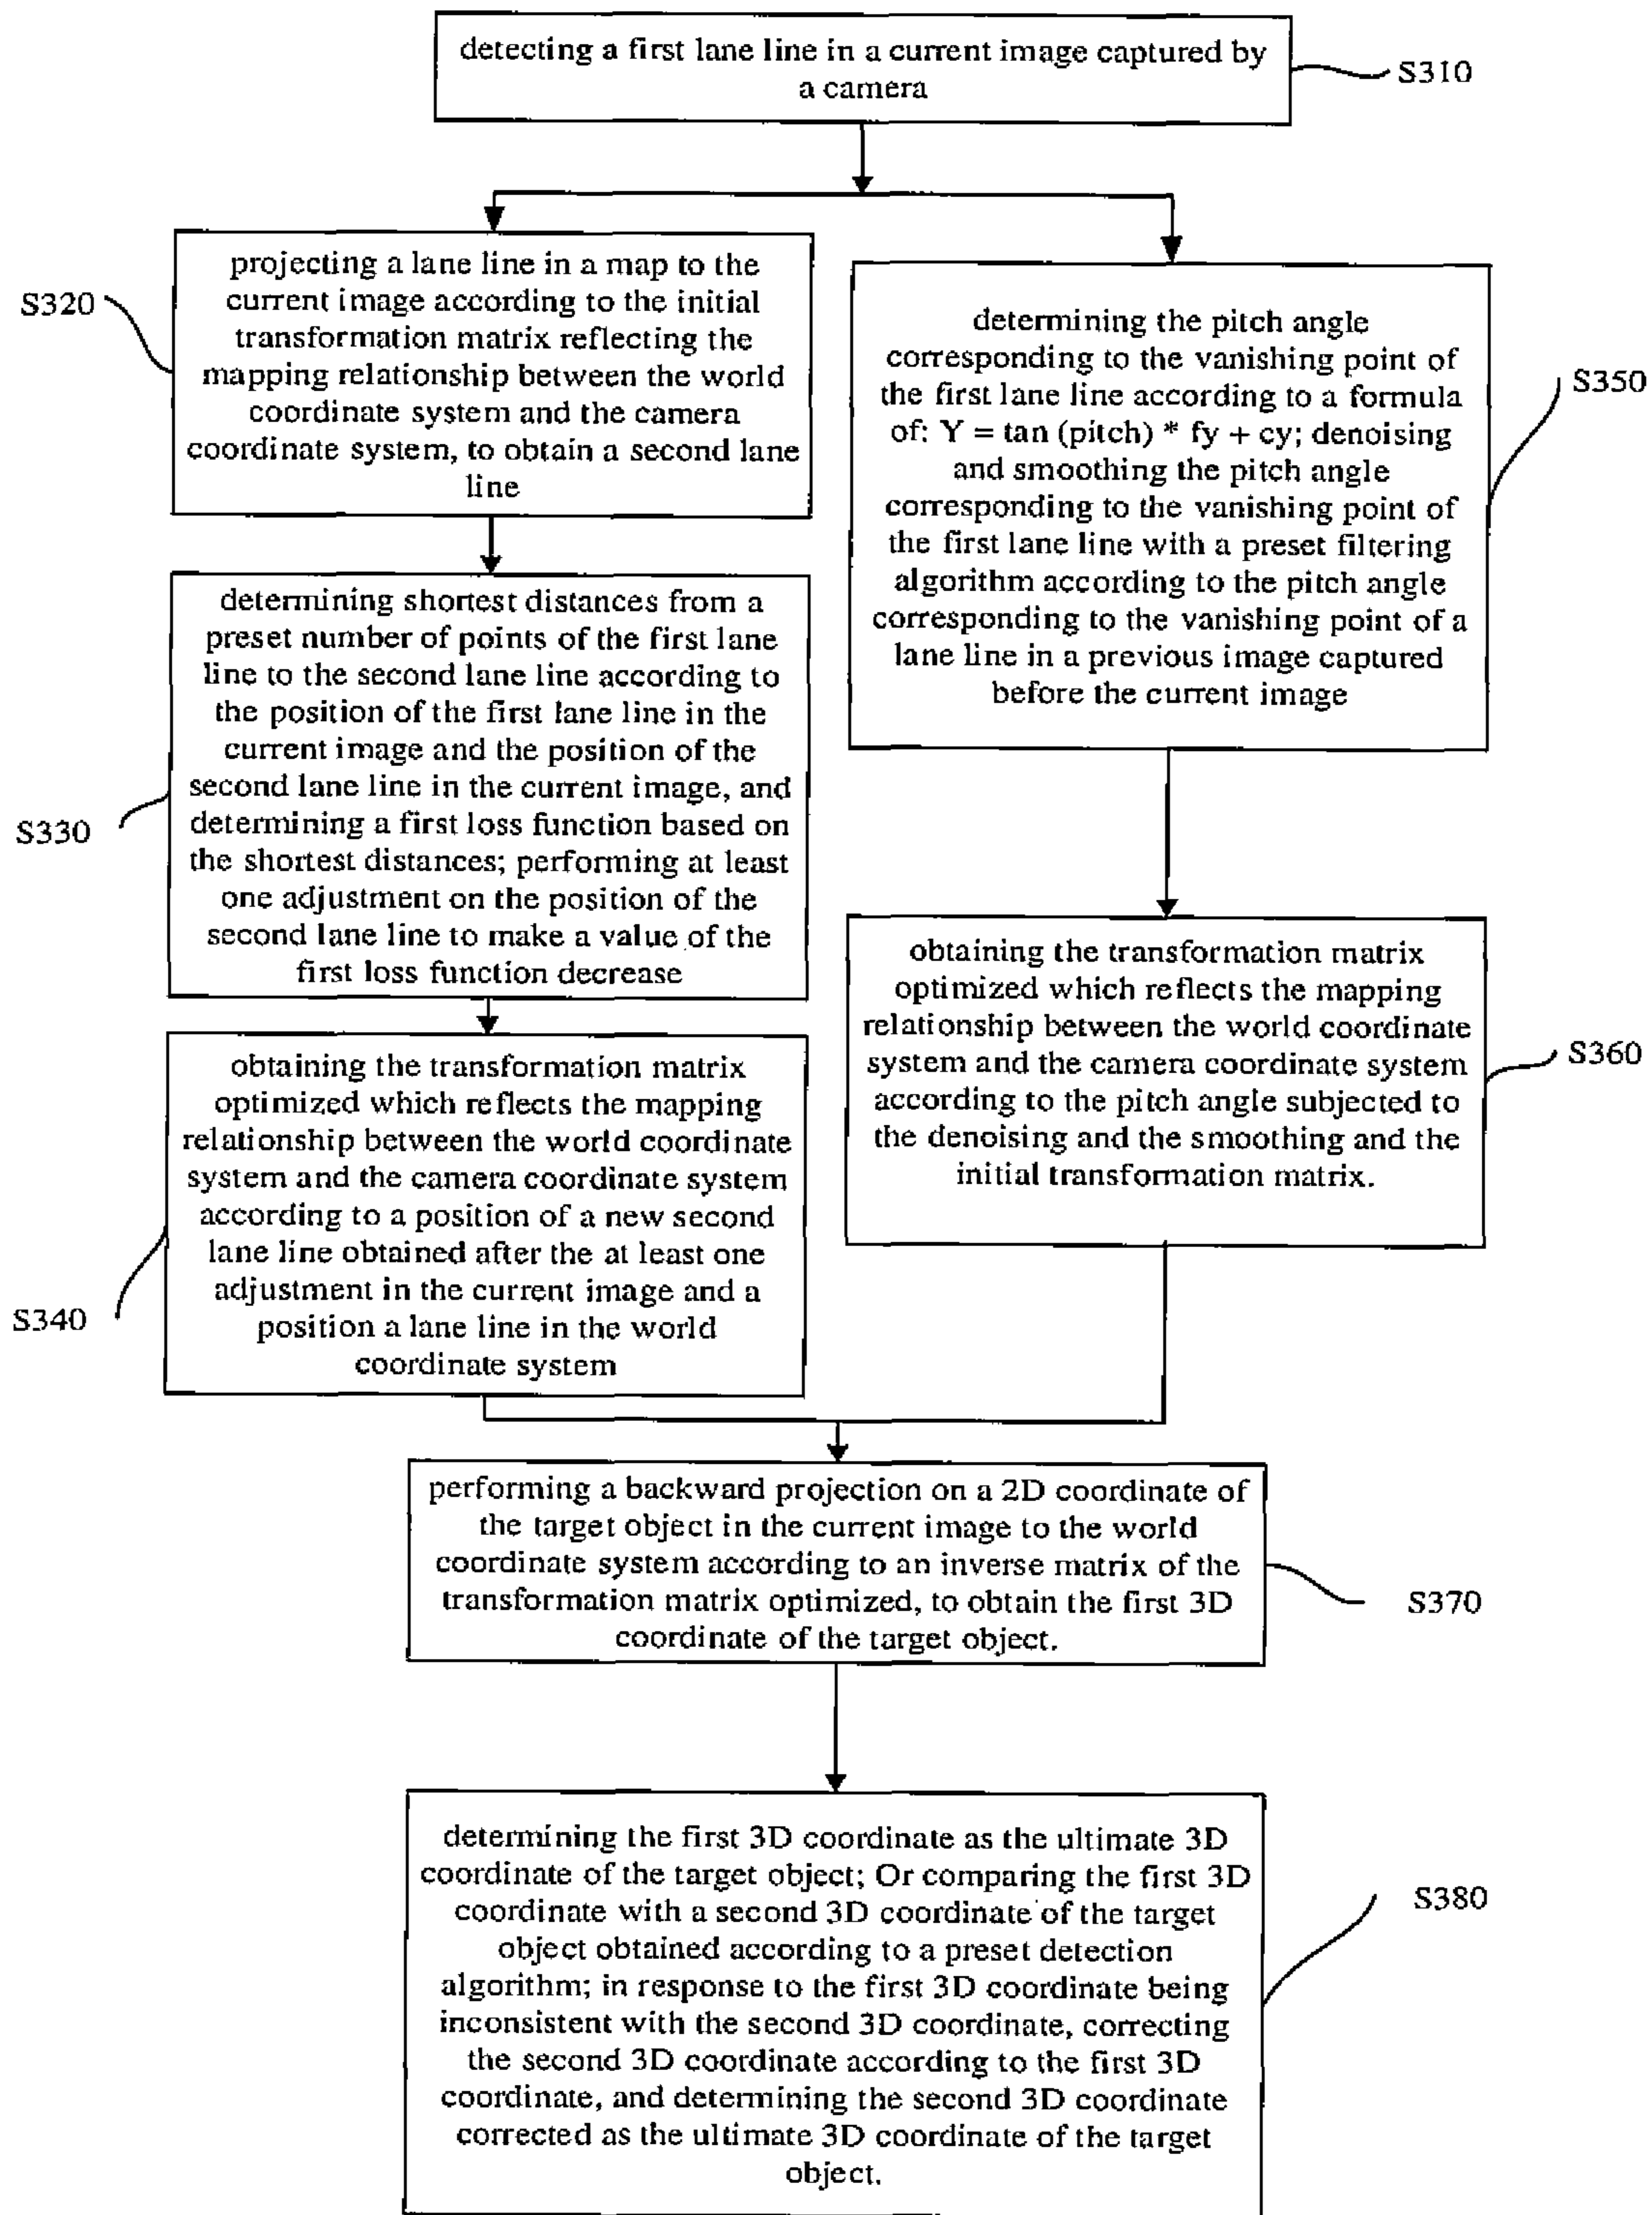 detecting a first lane line in a current image captured by
a camera
S310
projecting a lane line in a map to the
current image according to the initial
transformation matrix reflecting the
mapping relationship between the world
coordinate system and the camera
coordinate system, to obtain a second lane
line
S320
determining shortest distances from a
preset number of points of the first lane
line to the second lane line according to
the position of the first lane line in the
current image and the position of the
second lane line in the current image, and
determining a first loss function based on
the shortest distances; performing at least
one adjustment on the position of the
second lane line to make a value of the
first loss function decrease
S330
obtaining the transformation matrix
optimized which reflects the mapping
relationship between the world coordinate
system and the camera coordinate system
according to a position of a new second
lane line obtained after the at least one
adjustment in the current image and a
position a lane line in the world
coordinate system
S340
determining the pitch angle
corresponding to the vanishing point of
the first lane line according to a formula
of: Y = tan (pitch) * fy + cy; denoising
and smoothing the pitch angle
corresponding to the vanishing point of
the first lane line with a preset filtering
algorithm according to the pitch angle
corresponding to the vanishing point of a
lane line in a previous image captured
before the current image
S350
obtaining the transformation matrix
optimized which reflects the mapping
relationship between the world coordinate
system and the camera coordinate system
according to the pitch angle subjected to
the denoising and the smoothing and the
initial transformation matrix.
S360
performing a backward projection on a 2D coordinate of
the target object in the current image to the world
coordinate system according to an inverse matrix of the
transformation matrix optimized, to obtain the first 3D
coordinate of the target object.
S370
determining the first 3D coordinate as the ultimate 3D
coordinate of the target object; Or comparing the first 3D
coordinate with a second 3D coordinate of the target
object obtained according to a preset detection
algorithm; in response to the first 3D coordinate being
inconsistent with the second 3D coordinate, correcting
the second 3D coordinate according to the first 3D
coordinate, and determining the second 3D coordinate
corrected as the ultimate 3D coordinate of the target
object.
S380